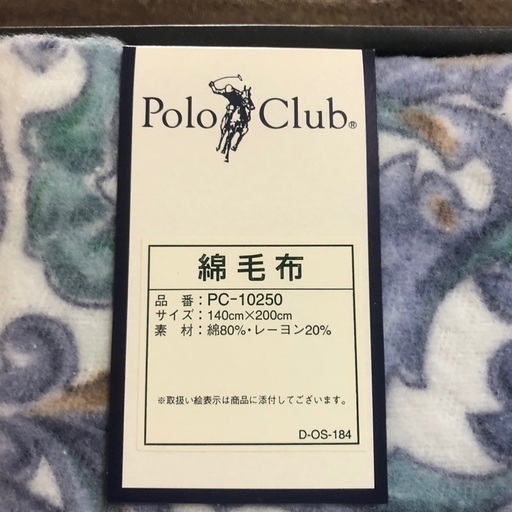 Polo Club®
綿毛布
品 番：PC-10250
サイズ：140cm×200cm
素 材：綿80%・レーヨン20%
※取扱い絵表示は商品に添付してございます。
D-OS-184